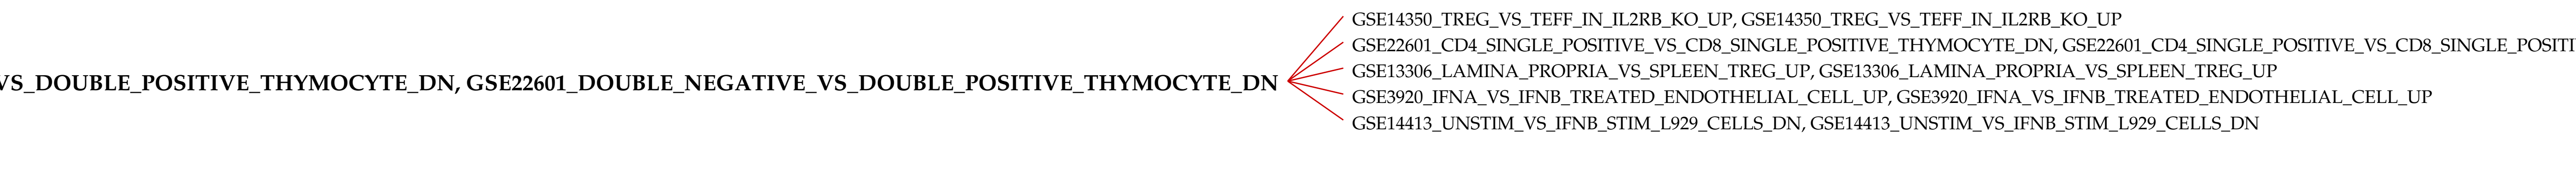 GSE14350_TREG_VS_TEFF_IN_IL2RB_KO_UP, GSE14350_TREG_VS_TEFF_IN_IL2RB_KO_UP
GSE22601_CD4_SINGLE_POSITIVE_VS_CD8_SINGLE_POSITIVE_THYMOCYTE_DN, GSE22601_CD4_SINGLE_POSITIVE_VS_CD8_SINGLE_POSITI
GSE13306_LAMINA_PROPRIA_VS_SPLEEN_TREG_UP, GSE13306_LAMINA_PROPRIA_VS_SPLEEN_TREG_UP
VS_DOUBLE_POSITIVE_THYMOCYTE_DN, GSE22601_DOUBLE_NEGATIVE_VS_DOUBLE_POSITIVE_THYMOCYTE_DN
GSE3920_IFNA_VS_IFNB_TREATED_ENDOTHELIAL_CELL_UP, GSE3920_IFNA_VS_IFNB_TREATED_ENDOTHELIAL_CELL_UP
GSE14413_UNSTIM_VS_IFNB_STIM_L929_CELLS_DN, GSE14413_UNSTIM_VS_IFNB_STIM_L929_CELLS_DN